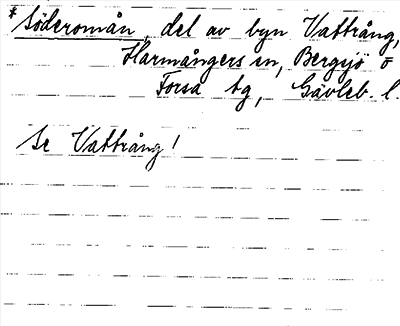 *Söderomån, del av byn Vattrång,
Harmångers sn, Bergsjö o
Forsa tg, Gävleb. l.
Se Vattrång!